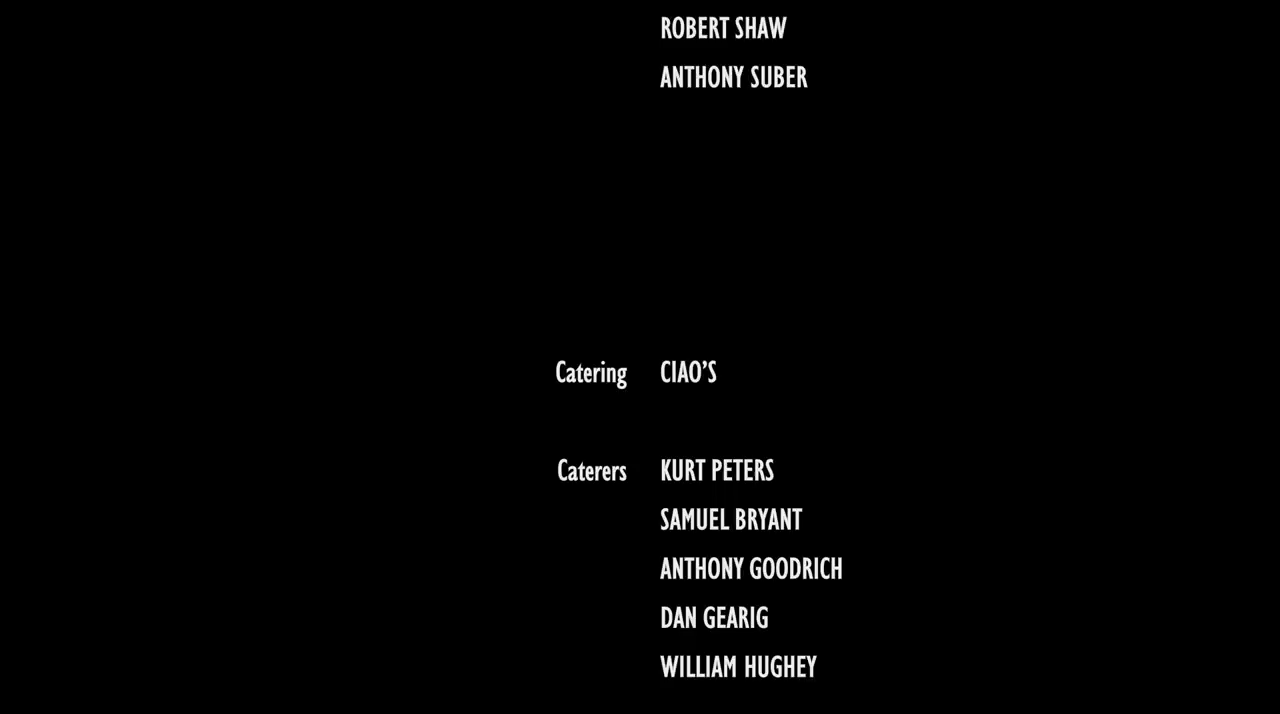 ROBERT SHAW
ANTHONY SUBER
Catering CIAO’S
Caterers KURT PETERS
SAMUEL BRYANT
ANTHONY GOODRICH
DAN GEARIG
WILLIAM HUGHEY